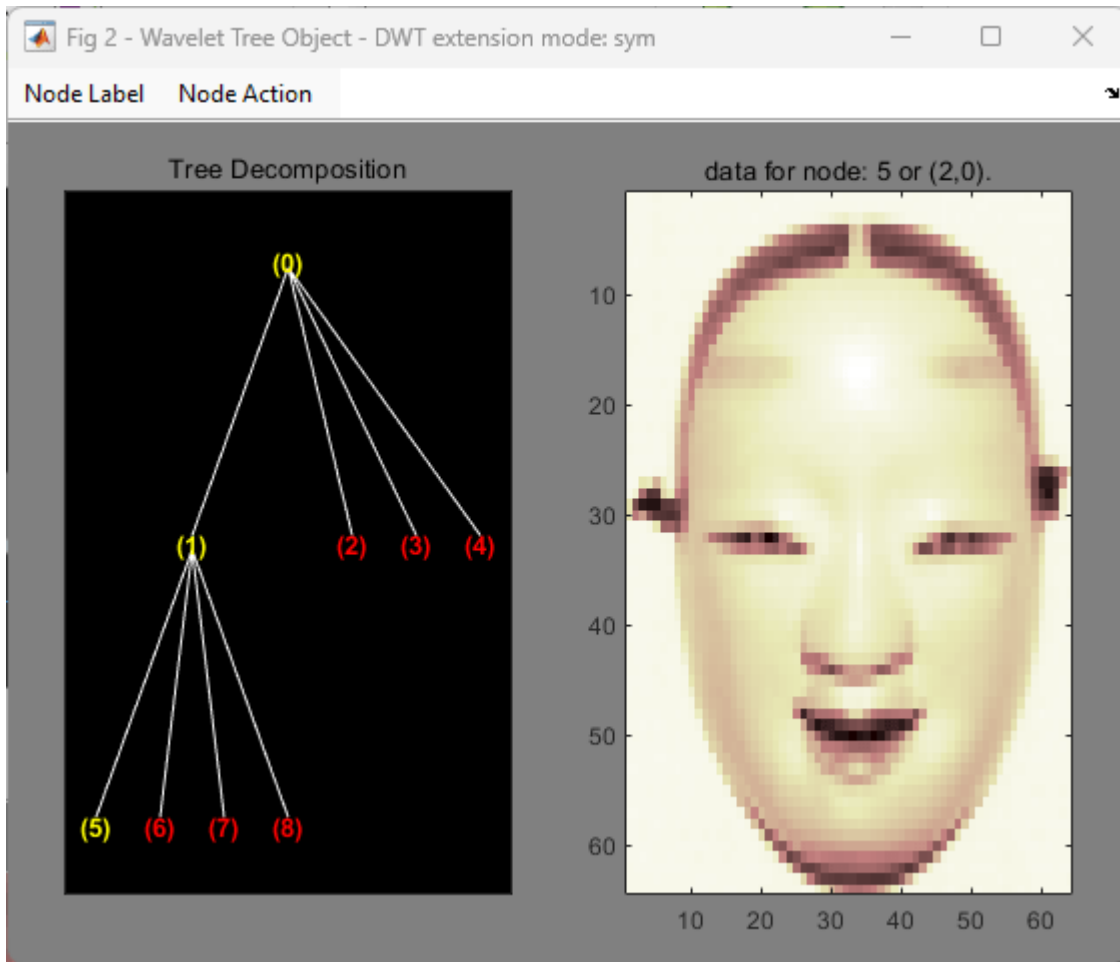 Fig 2 - Wavelet Tree Object - DWT extension mode: sym
Node Label Node Action
Tree Decomposition
(0)
(1) (2) (3) (4)
(5) (6) (7) (8)
data for node: 5 or (2,0).
10
20
30
40
50
60
10 20 30 40 50 60